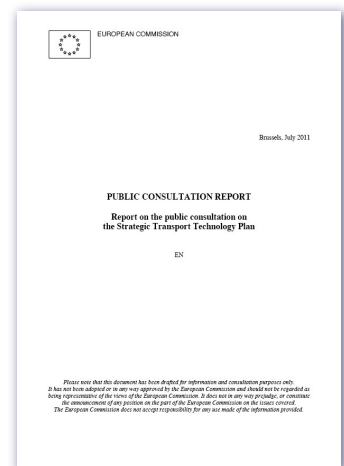 EUROPEAN COMMISSION
Brussels, July 2011
PUBLIC CONSULTATION REPORT
Report on the public consultation on
the Strategic Transport Technology Plan
EN
Please note that this document has been drafted for information and consultation purposes only.
It has not been adopted or in any way approved by the European Commission and should not be regarded as
being representative of the views of the European Commission. It does not in any way prejudge, or constitute
the announcement of any position on the part of the European Commission on the issues covered.
The European Commission does not accept responsibility for any use made of the information provided.